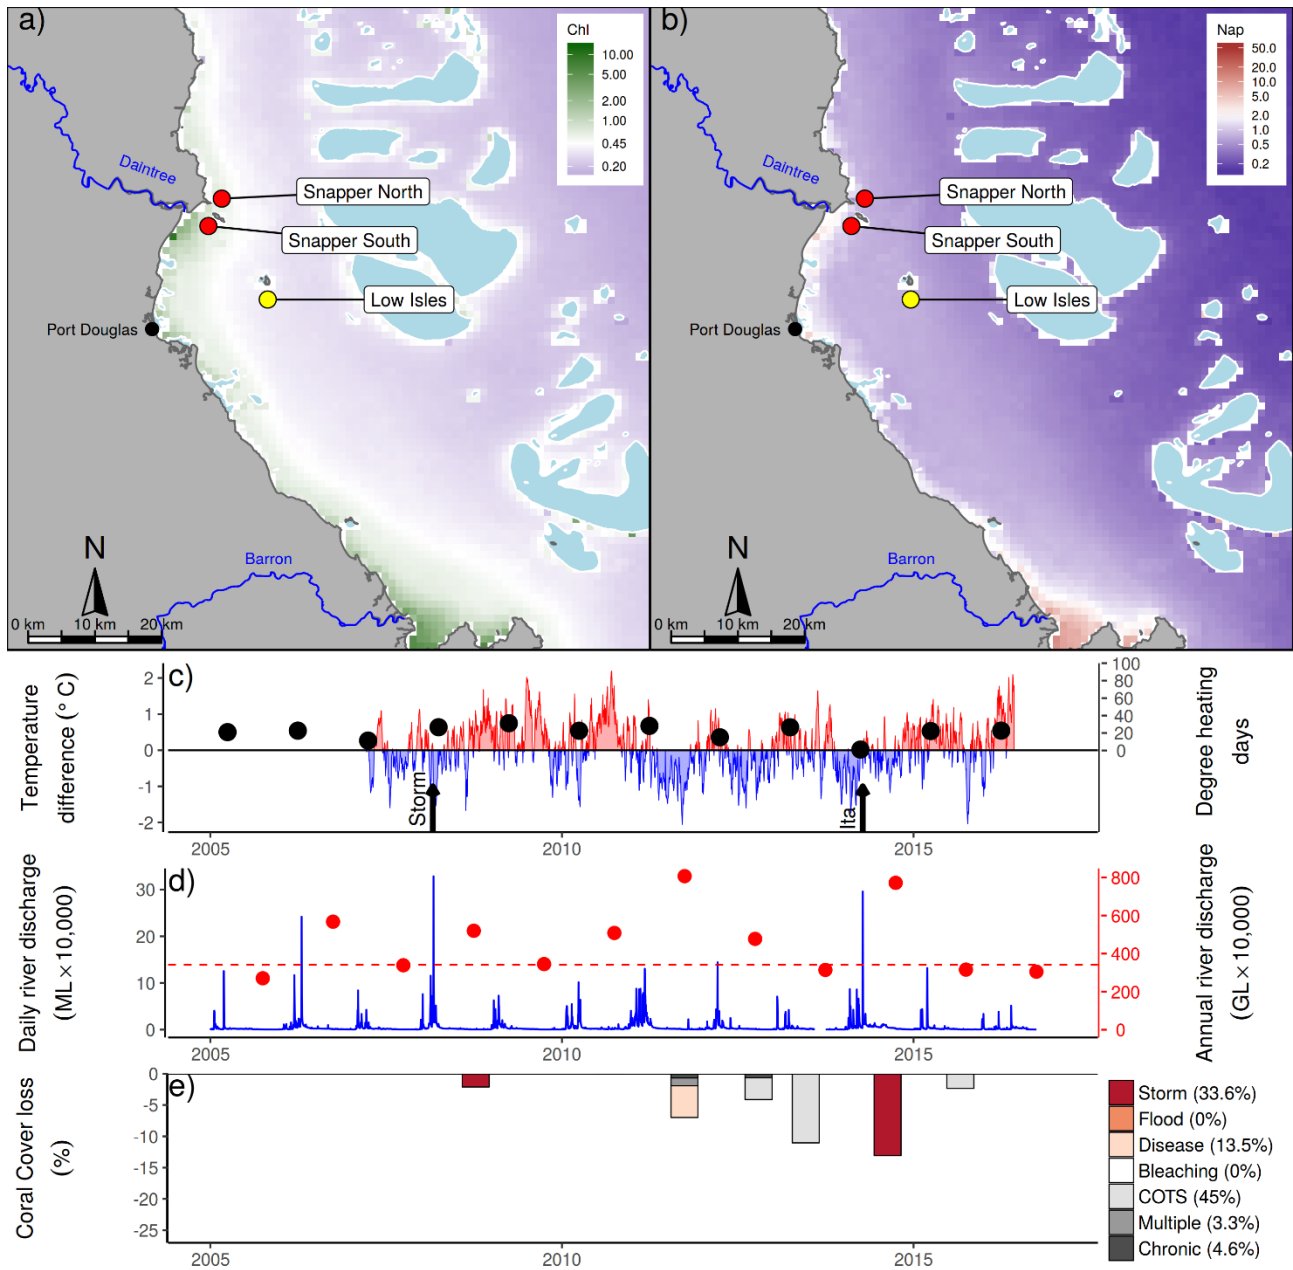 a)
Chl
10.00
5.00
2.00
1.00
0.45
0.20
Daintree
Snapper North
Snapper South
Low Isles
Port Douglas
N
Barron
0 km 10 km 20 km
b)
Nap
50.0
20.0
10.0
5.0
2.0
1.0
0.5
0.2
Daintree
Snapper North
Snapper South
Low Isles
Port Douglas
N
Barron
0 km 10 km 20 km
c)
Temperature
difference (° C)
2
1
0
-1
-2
Storm
Ita
100
80
60
40
20
0
Degree heating
days
2005 2010 2015
d)
Daily river discharge
(ML × 10,000)
30
20
10
0
800
600
400
200
0
Annual river discharge
(GL × 10,000)
2005 2010 2015
e)
Coral Cover loss
(%)
0
-5
-10
-15
-20
-25
2005 2010 2015
Storm (33.6%)
Flood (0%)
Disease (13.5%)
Bleaching (0%)
COTS (45%)
Multiple (3.3%)
Chronic (4.6%)